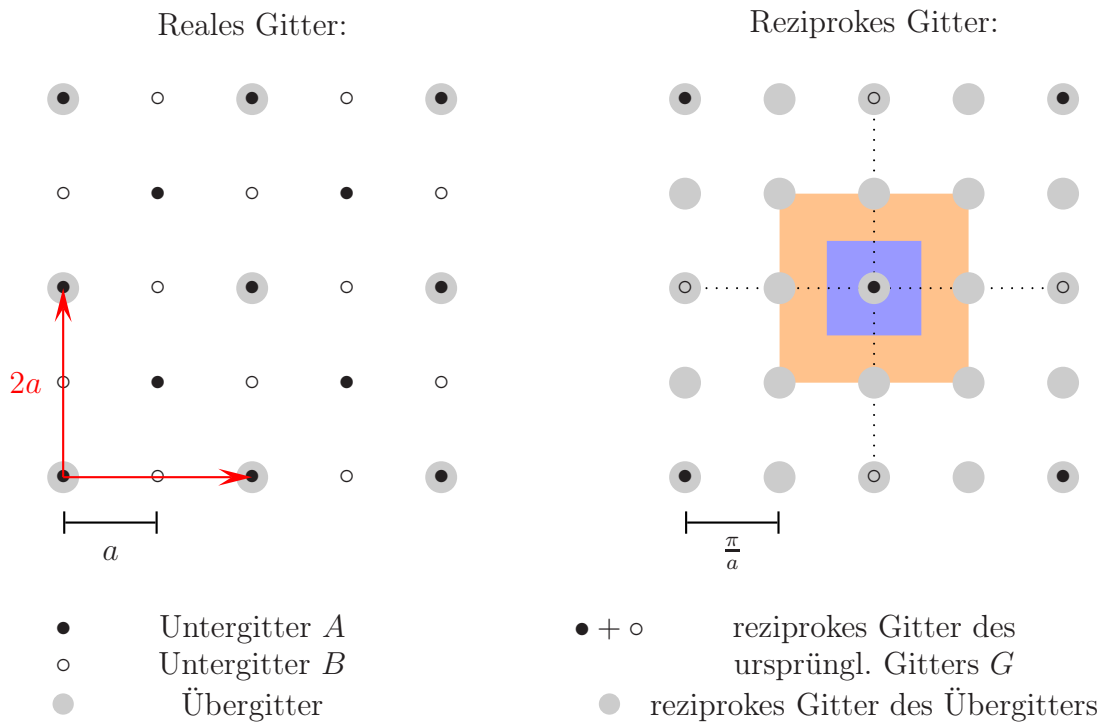 Reales Gitter:
Reziprokes Gitter:
2a
a
π/a
Untergitter A
Untergitter B
Übergitter
+
reziprokes Gitter des
ursprüngl. Gitters G
reziprokes Gitter des Übergitters